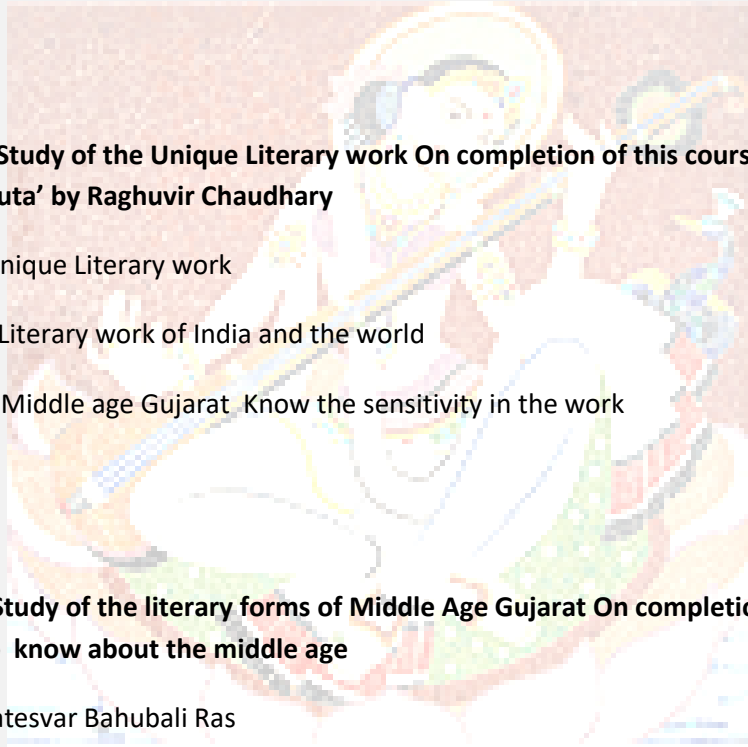 Study of the Unique Literary work On completion of this cours
uta’ by Raghuvir Chaudhary
nique Literary work
Literary work of India and the world
Middle age Gujarat Know the sensitivity in the work
Study of the literary forms of Middle Age Gujarat On completio
know about the middle age
atesvar Bahubali Ras